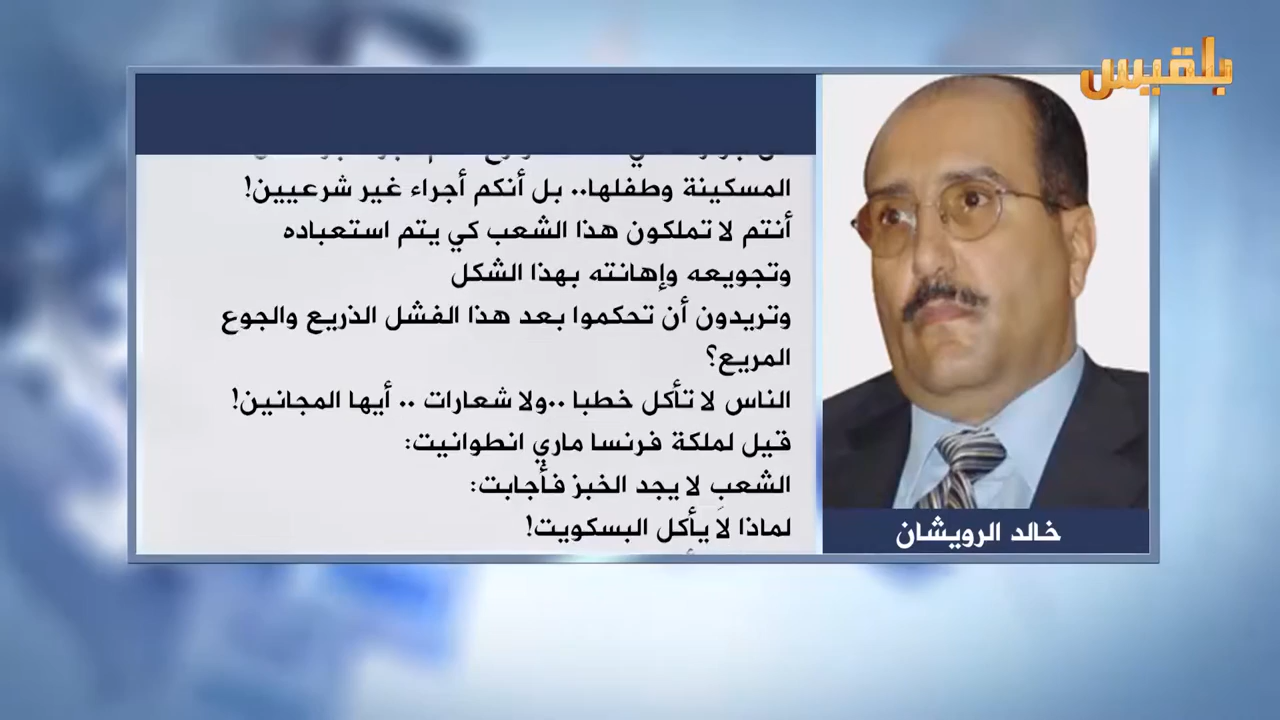 بلقيس
المسكينة وطفلها.. بل أنكم أجراء غير شرعيين!
أنتم لا تملكون هذا الشعب كي يتم استعباده
وتجويعه وإهانته بهذا الشكل
وتريدون أن تحكموا بعد هذا الفشل الذريع والجوع
المريع؟
الناس لا تأكل خطبا ..ولا شعارات .. أيها المجانين!
قيل لملكة فرنسا ماري انطوانيت:
الشعب لا يجد الخبز فأجابت:
لماذا لا يأكل البسكويت!
خالد الرويشان